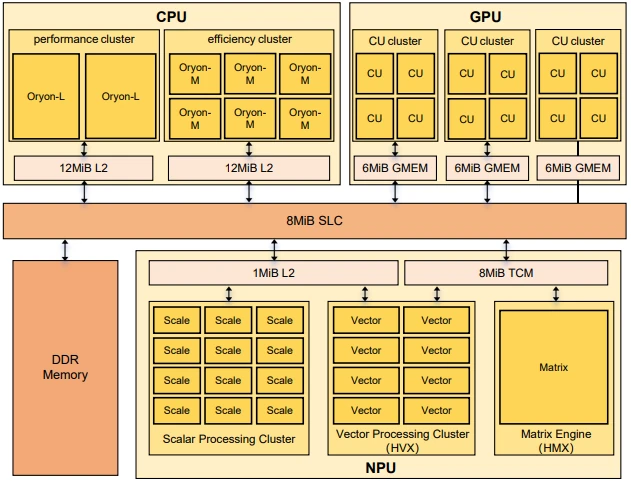 CPU
GPU
performance cluster
efficiency cluster
CU cluster
CU cluster
CU cluster
Oryon-L
Oryon-L
Oryon-
M
Oryon-
M
Oryon-
M
Oryon-
M
Oryon-
M
Oryon-
M
CU
CU
CU
CU
CU
CU
CU
CU
CU
CU
CU
CU
12MiB L2
12MiB L2
6MiB GMEM
6MiB GMEM
6MiB GMEM
8MiB SLC
DDR
Memory
1MiB L2
8MiB TCM
Scale
Scale
Scale
Scale
Scale
Scale
Scale
Scale
Scale
Scale
Scale
Scale
Scalar Processing Cluster
Vector
Vector
Vector
Vector
Vector
Vector
Vector
Vector
Vector Processing Cluster
(HVX)
Matrix
Matrix Engine
(HMX)
NPU